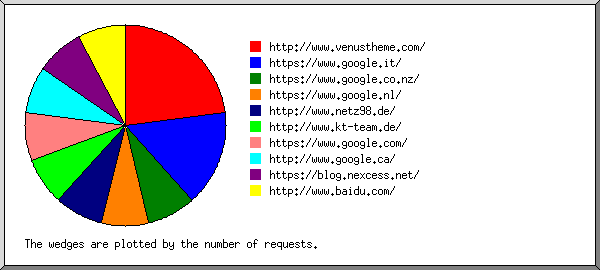 http://www.venustheme.com/
https://www.google.it/
https://www.google.co.nz/
https://www.google.nl/
http://www.netz98.de/
http://www.kt-team.de/
https://www.google.com/
http://www.google.ca/
https://blog.nexcess.net/
http://www.baidu.com/
The wedges are plotted by the number of requests.